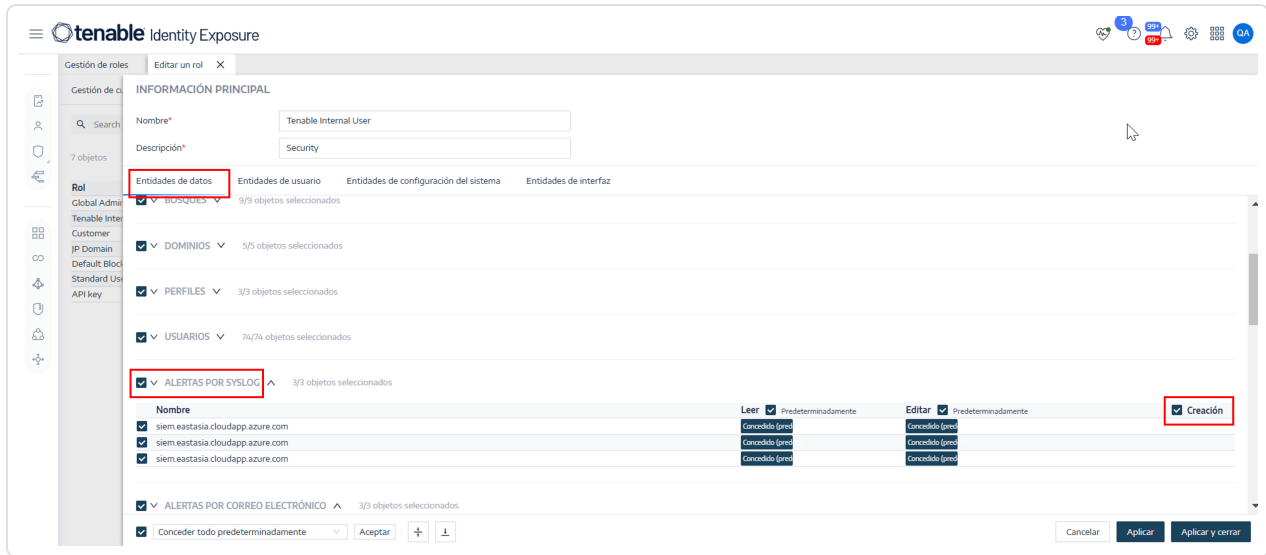 tenable Identity Exposure
3
99+
99+
QA
Gestión de roles
Editar un rol
Gestión de
INFORMACIÓN PRINCIPAL
Search
Nombre*
Tenable Internal User
Descripción*
Security
7 objetos
Entidades de datos
Entidades de usuario
Entidades de configuración del sistema
Entidades de interfaz
Rol
Global Admir
Tenable Inter
Customer
JP Domain
Default Block
Standard Use
API key
BOSQUES
9/9 objetos seleccionados
DOMINIOS
5/5 objetos seleccionados
PERFILES
3/3 objetos seleccionados
USUARIOS
74/74 objetos seleccionados
ALERTAS POR SYSLOG
3/3 objetos seleccionados
Nombre
Leer
Predeterminadamente
Editar
Predeterminadamente
Creación
siem.eastasia.cloudapp.azure.com
Concedido (pred
Concedido (pred
siem.eastasia.cloudapp.azure.com
Concedido (pred
Concedido (pred
siem.eastasia.cloudapp.azure.com
Concedido (pred
Concedido (pred
ALERTAS POR CORREO ELECTRÓNICO
3/3 objetos seleccionados
Conceder todo predeterminadamente
Aceptar
Cancelar
Aplicar
Aplicar y cerrar